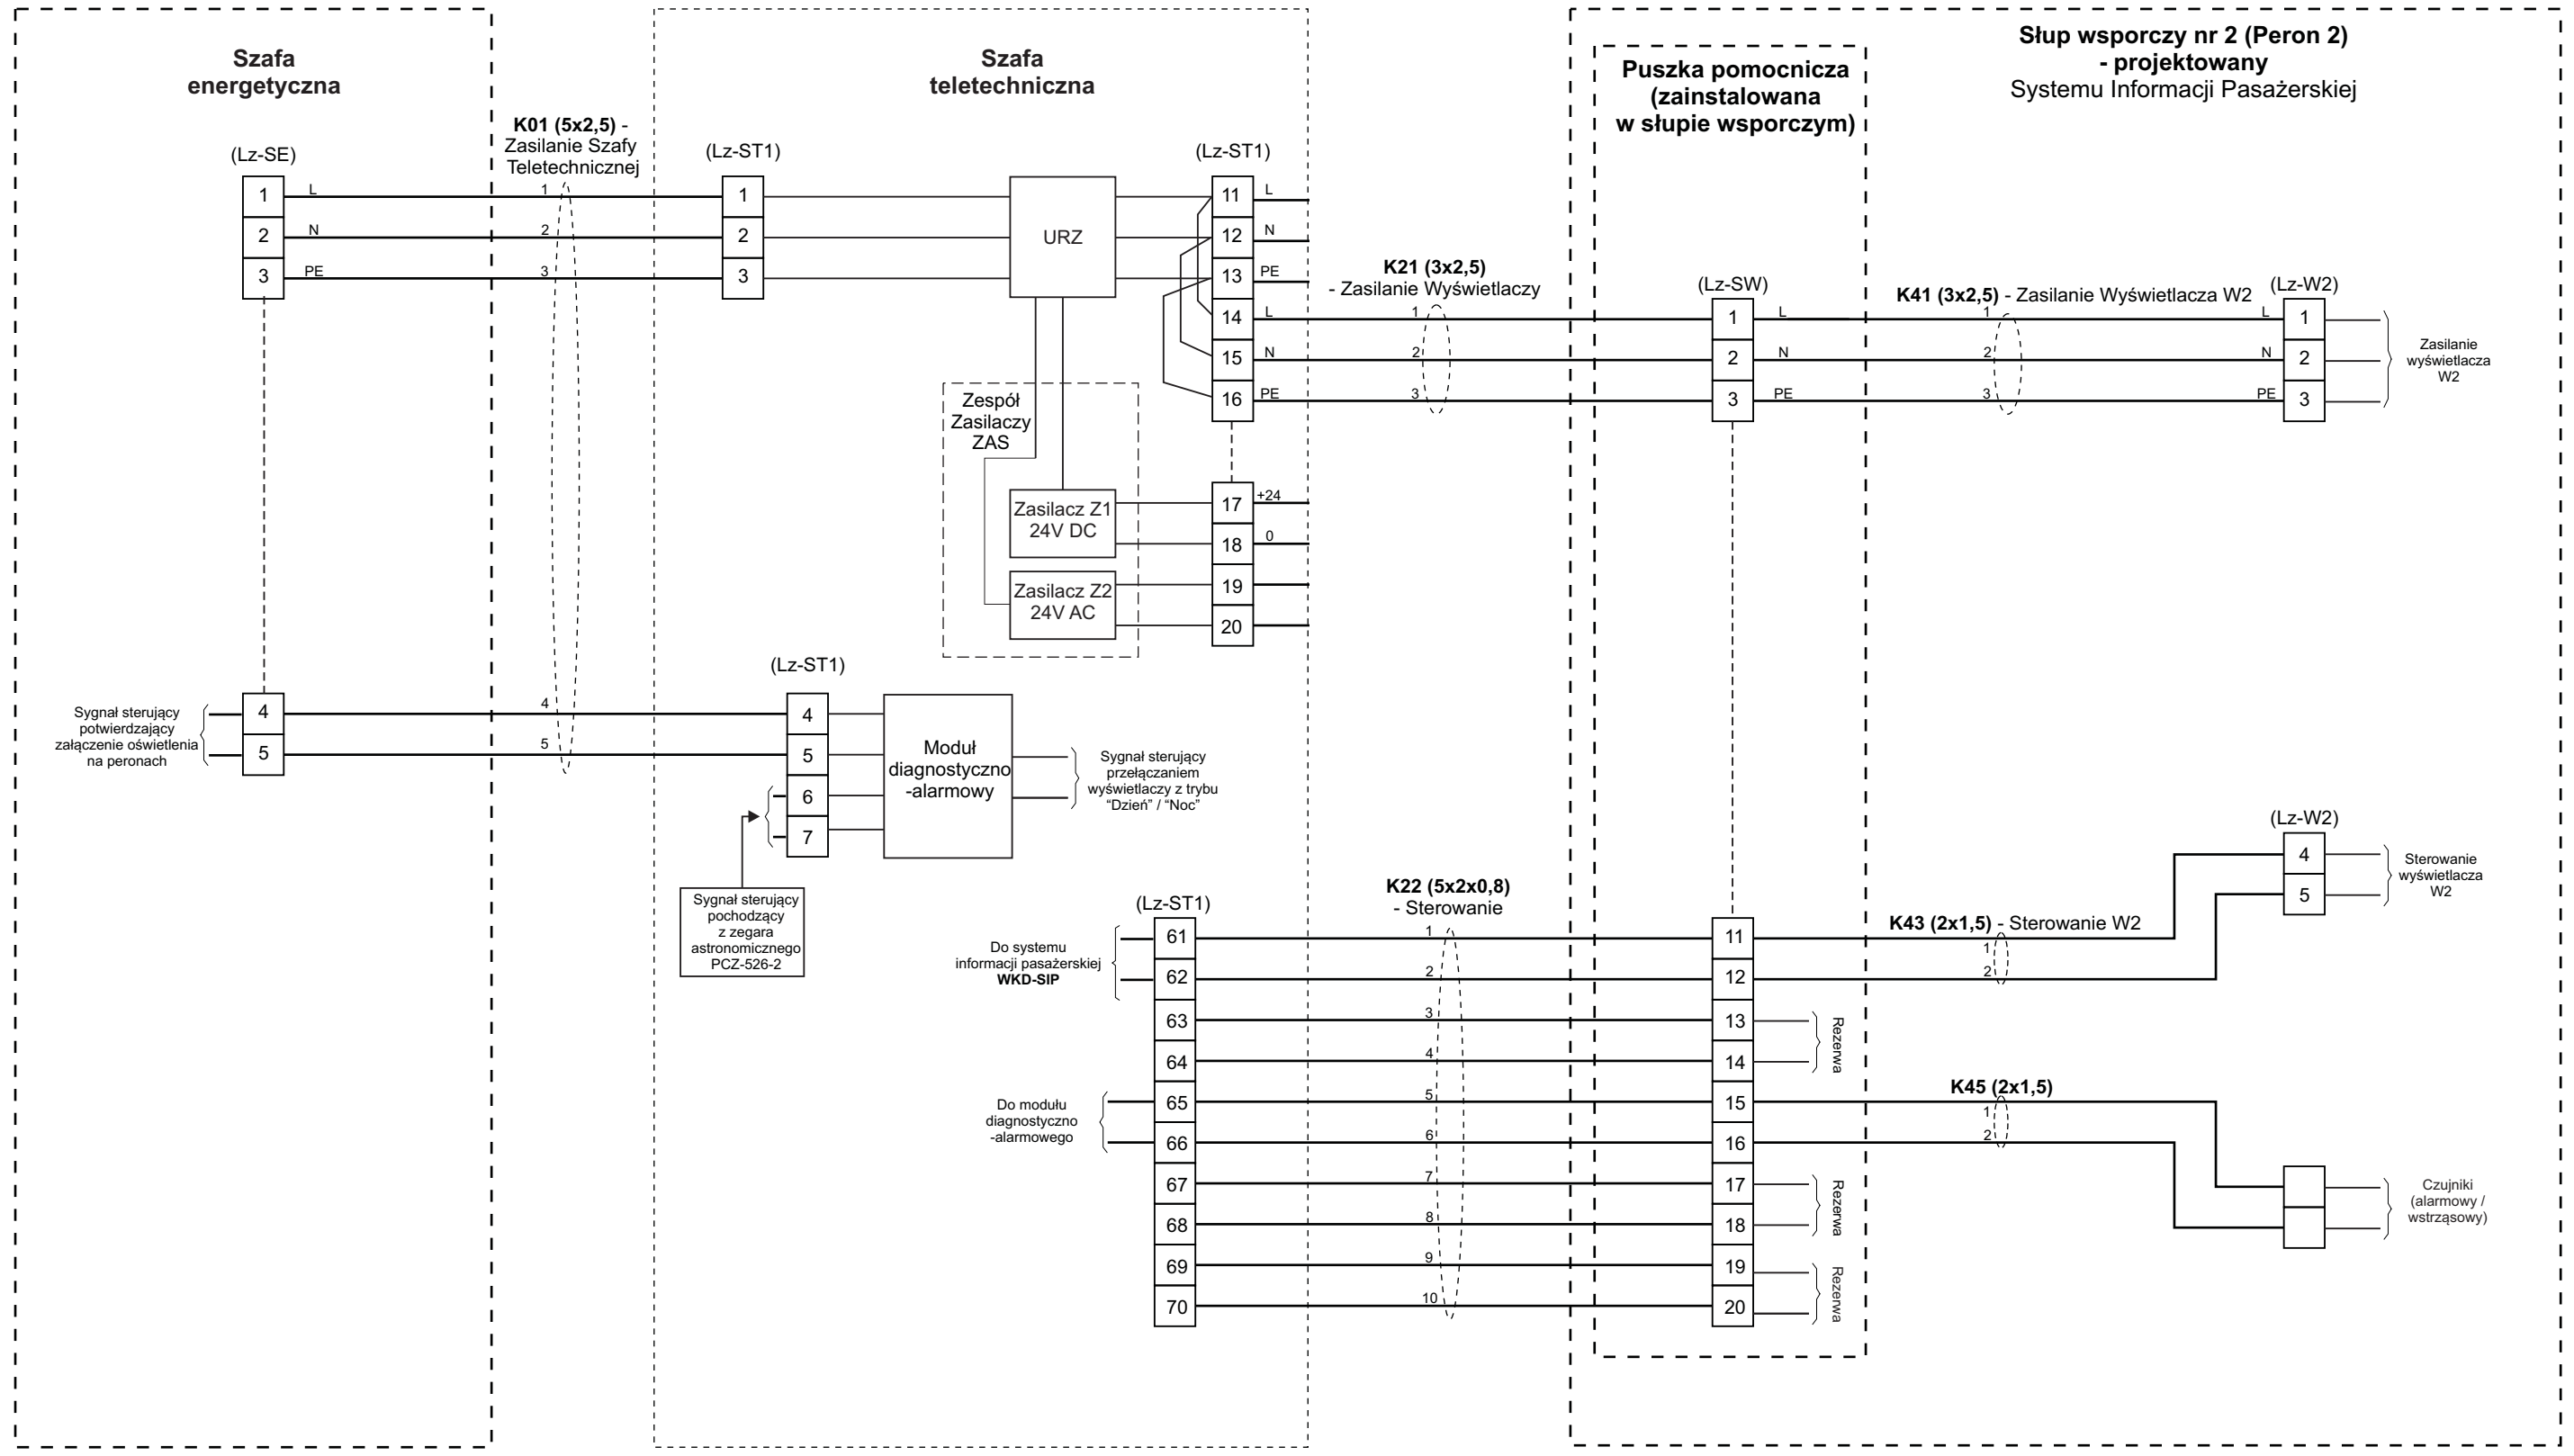 Szafa
energetyczna
(Lz-SE)
1
2
3
L
N
PE
4
5
Sygnał sterujący
potwierdzający
załączenie oświetlenia
na peronach
K01 (5x2,5) -
Zasilanie Szafy
Teletechnicznej
1
2
3
4
5
Szafa
teletechniczna
(Lz-ST1)
1
2
3
URZ
(Lz-ST1)
11
12
13
14
15
16
L
N
PE
L
N
PE
Zespół
Zasilaczy
ZAS
Zasilacz Z1
24V DC
Zasilacz Z2
24V AC
17
18
19
20
+24
0
(Lz-ST1)
4
5
6
7
Moduł
diagnostyczno
-alarmowy
Sygnał sterujący
przełączaniem
wyświetlaczy z trybu
“Dzień” / “Noc”
Sygnał sterujący
pochodzący
z zegara
astronomicznego
PCZ-526-2
(Lz-ST1)
61
62
63
64
65
66
67
68
69
70
Do systemu
informacji pasażerskiej
WKD-SIP
Do modułu
diagnostyczno
-alarmowego
K21 (3x2,5)
- Zasilanie Wyświetlaczy
1
2
3
K22 (5x2x0,8)
- Sterowanie
1
2
3
4
5
6
7
8
9
10
Słup wsporczy nr 2 (Peron 2)
- projektowany
Systemu Informacji Pasażerskiej
Puszka pomocnicza
(zainstalowana
w słupie wsporczym)
(Lz-SW)
1
2
3
L
N
PE
11
12
13
14
15
16
17
18
19
20
Rezerwa
Rezerwa
Rezerwa
K41 (3x2,5) - Zasilanie Wyświetlacza W2
1
2
3
L
N
PE
(Lz-W2)
1
2
3
Zasilanie
wyświetlacza
W2
K43 (2x1,5) - Sterowanie W2
1
2
(Lz-W2)
4
5
Sterowanie
wyświetlacza
W2
K45 (2x1,5)
1
2
Czujniki
(alarmowy /
wstrząsowy)